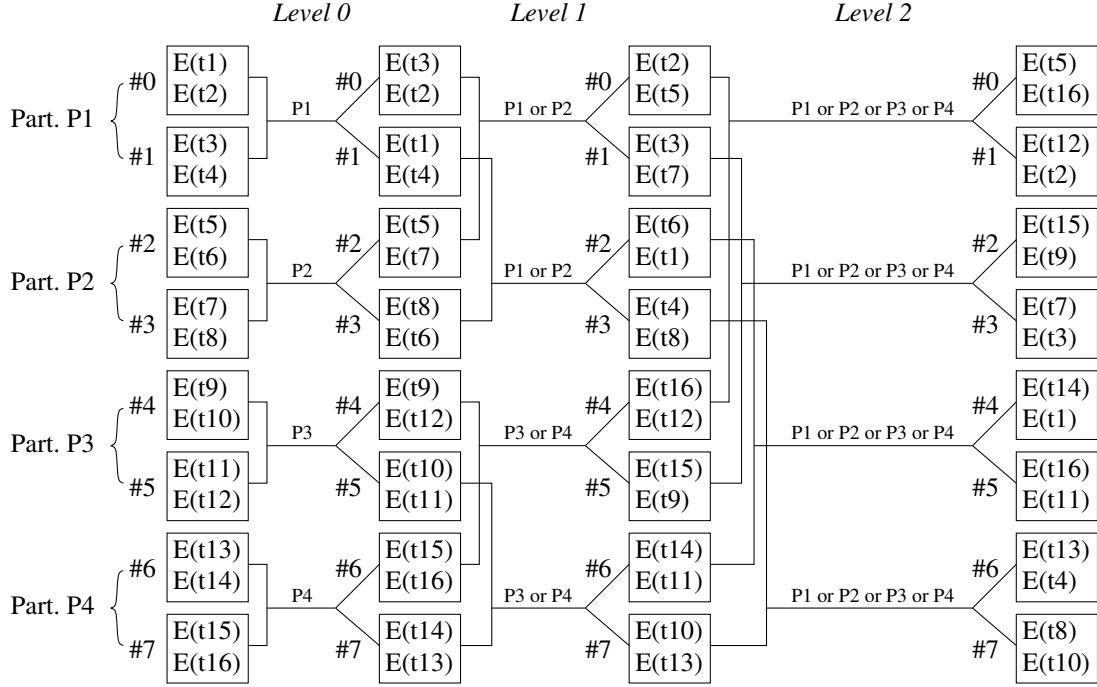 Level 0 Level 1 Level 2
E(t1) E(t3) E(t2) E(t5)
#0 #0 #0 #0
E(t2) E(t2) E(t5) E(t16)
Part. P1 P1 P1 or P2 P1 or P2 or P3 or P4
E(t3) E(t1) E(t3) E(t12)
#1 #1 #1 #1
E(t4) E(t4) E(t7) E(t2)
E(t5) E(t5) E(t6) E(t15)
#2 #2 #2 #2
E(t6) E(t7) E(t1) E(t9)
Part. P2 P2 P1 or P2 P1 or P2 or P3 or P4
E(t7) E(t8) E(t4) E(t7)
#3 #3 #3 #3
E(t8) E(t6) E(t8) E(t3)
E(t9) E(t9) E(t16) E(t14)
#4 #4 #4 #4
E(t10) E(t12) E(t12) E(t1)
Part. P3 P3 P3 or P4 P1 or P2 or P3 or P4
E(t11) E(t10) E(t15) E(t16)
#5 #5 #5 #5
E(t12) E(t11) E(t9) E(t11)
E(t13) E(t15) E(t14) E(t13)
#6 #6 #6 #6
E(t14) E(t16) E(t11) E(t4)
Part. P4 P4 P3 or P4 P1 or P2 or P3 or P4
E(t15) E(t14) E(t10) E(t8)
#7 #7 #7 #7
E(t16) E(t13) E(t13) E(t10)